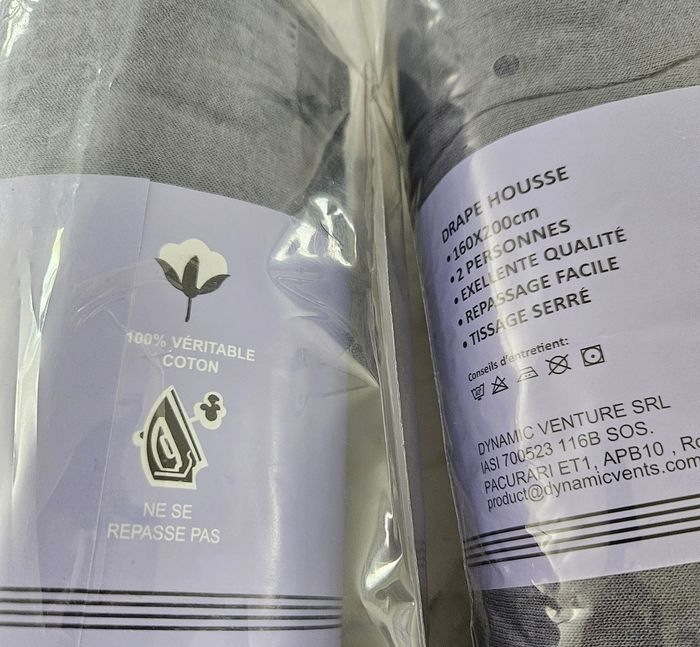 100% VÉRITABLE
COTON
NE SE
REPASSE PAS
DRAPE HOUSSE
• 160X200cm
• 2 PERSONNES
• EXELLENTE QUALITÉ
• REPASSAGE FACILE
• TISSAGE SERRÉ
Conseils d'entretient:
DYNAMIC VENTURE SRL
IASI 700523 116B SOS.
PACURARI ET1, APB10 , Ro
product@dynamicvents.com